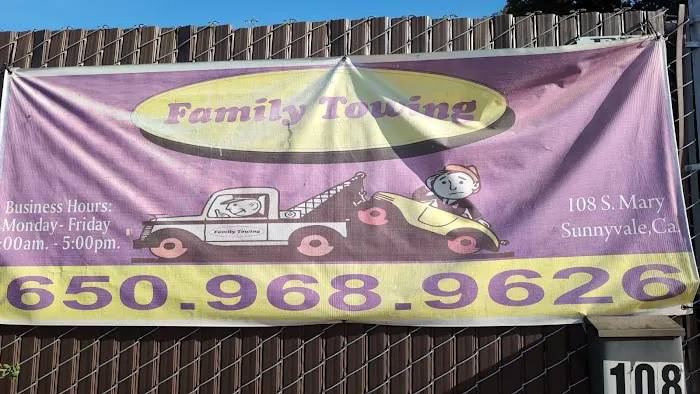 Family Towing
Business Hours:
Monday - Friday
:00am. - 5:00pm.
Family Towing
108 S. Mary
Sunnyvale,Ca.
650.968.9626
108